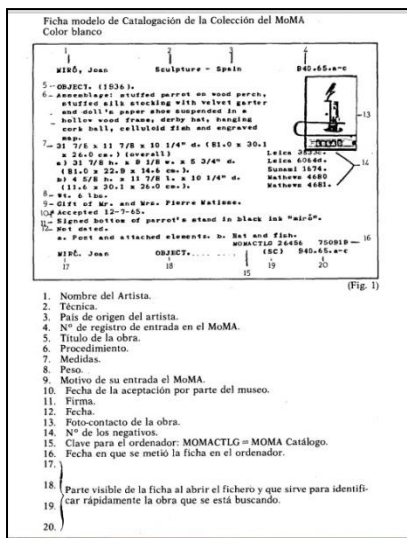 Ficha modelo de Catalogación de la Colección del MoMA
Color blanco
1 2 3 4
MIRÓ, Joan Sculpture - Spain 940.65.a-c
5 - OBJECT. (1936).
6 - Assemblage: stuffed parrot on wood perch,
stuffed silk stocking with velvet garter
and doll's paper shoe suspended in a
hollow wood frame, derby hat, hanging
cork ball, celluloid fish and engraved
map.
13
7 - 31 7/8 x 11 7/8 x 10 1/4" d. (81.0 x 30.1
x 26.0 cm.) (overall)
a) 31 7/8 h. x 9 1/8 w. x 5 3/4" d.
(81.0 x 22.9 x 14.6 cm.)
b) 4 5/8 h. x 11 7/8 l. x 10 1/4" d.
(11.6 x 30.1 x 26.0 cm.)
Leica
Leica 6064d.
Sunami 1674.
Mathews 4680
Mathews 4681.
14
8 - Wt. 6 lbs.
9 - Gift of Mr. and Mrs. Pierre Matisse.
10 Accepted 12-7-65.
11 - Signed bottom of parrot's stand in black ink "miró".
12 Not dated.
a. Post and attached elements. b. Hat and fish.
MOMACTLG 26456 750819 - 16
MIRÓ. Joan OBJECT. (SC) 940.65.a-c
17 18 15 19 20
(Fig. 1)
1. Nombre del Artista.
2. Técnica.
3. País de origen del artista.
4. Nº de registro de entrada en el MoMA.
5. Título de la obra.
6. Procedimiento.
7. Medidas.
8. Peso.
9. Motivo de su entrada el MoMA.
10. Fecha de la aceptación por parte del museo.
11. Firma.
12. Fecha.
13. Foto-contacto de la obra.
14. Nº de los negativos.
15. Clave para el ordenador: MOMACTLG = MOMA Catálogo.
16. Fecha en que se metió la ficha en el ordenador.
17.
18. Parte visible de la ficha al abrir el fichero y que sirve para identifi-
19. car rápidamente la obra que se está buscando.
20.